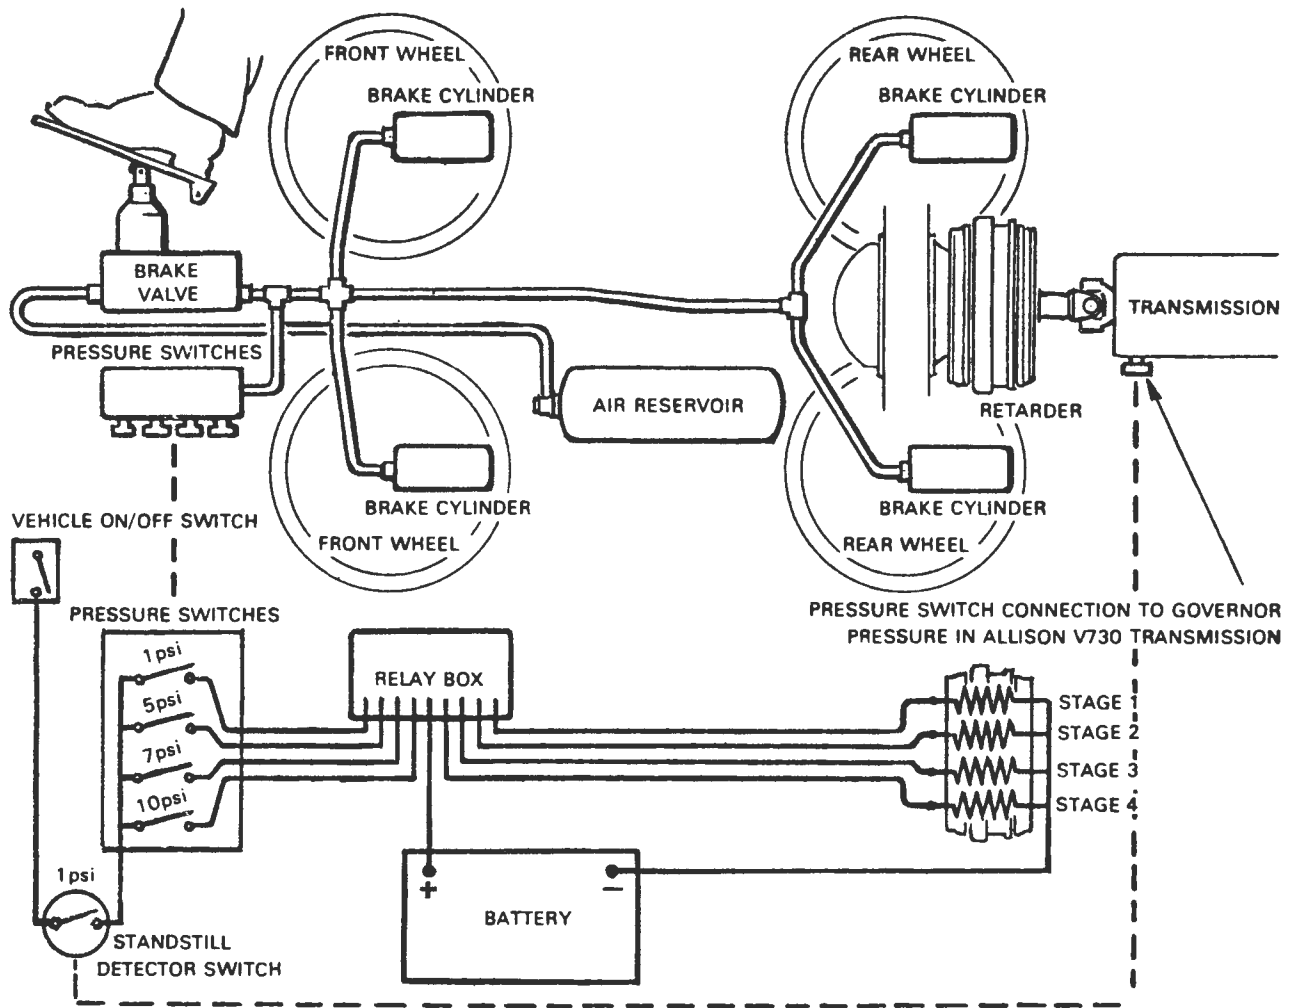 FRONT WHEEL
REAR WHEEL
BRAKE CYLINDER
BRAKE CYLINDER
BRAKE
VALVE
TRANSMISSION
PRESSURE SWITCHES
AIR RESERVOIR
RETARDER
BRAKE CYLINDER
BRAKE CYLINDER
VEHICLE ON/OFF SWITCH
FRONT WHEEL
REAR WHEEL
PRESSURE SWITCHES
PRESSURE SWITCH CONNECTION TO GOVERNOR
PRESSURE IN ALLISON V730 TRANSMISSION
1psi
5psi
7psi
10psi
RELAY BOX
STAGE 1
STAGE 2
STAGE 3
STAGE 4
1psi
+
–
BATTERY
STANDSTILL
DETECTOR SWITCH